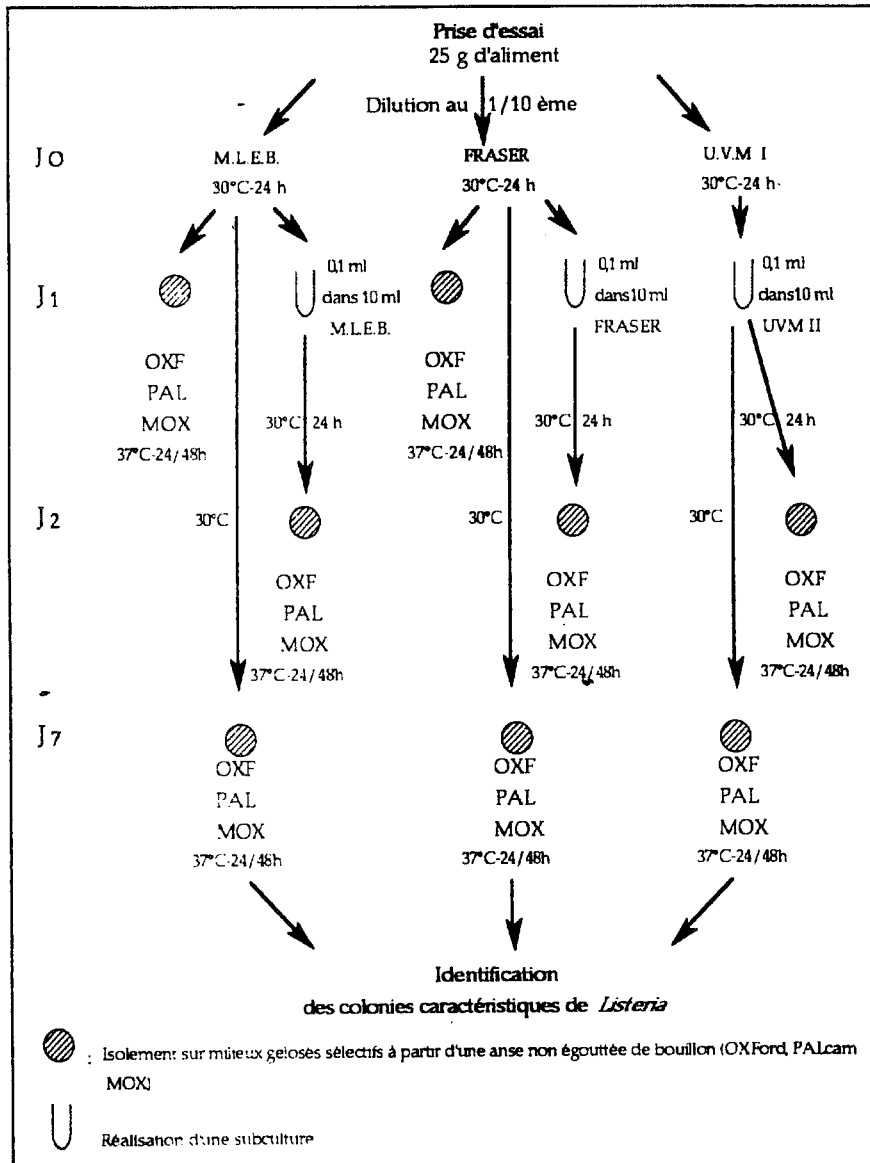 Prise d'essai
25 g d'aliment
Dilution au 1/10 ème
J0
M.L.E.B.
30°C-24 h
FRASER
30°C-24 h
U.V.M I
30°C-24 h
J1
0,1 ml
dans 10 ml
M.L.E.B.
0,1 ml
dans10 ml
FRASER
0,1 ml
dans10 ml
UVM II
OXF
PAL
MOX
37°C-24/48h
OXF
PAL
MOX
37°C-24/48h
30°C 24 h
30°C 24 h
30°C 24 h
J2
30°C
30°C
30°C
OXF
PAL
MOX
37°C-24/48h
OXF
PAL
MOX
37°C-24/48h
OXF
PAL
MOX
37°C-24/48h
J7
OXF
PAL
MOX
37°C-24/48h
OXF
PAL
MOX
37°C-24/48h
OXF
PAL
MOX
37°C-24/48h
Identification
des colonies caractéristiques de Listeria
: Isolement sur milieux gelosés sélectifs à partir d'une anse non égouttée de bouillon (OXFord, PALcam
MOX)
Réalisation d'une subculture